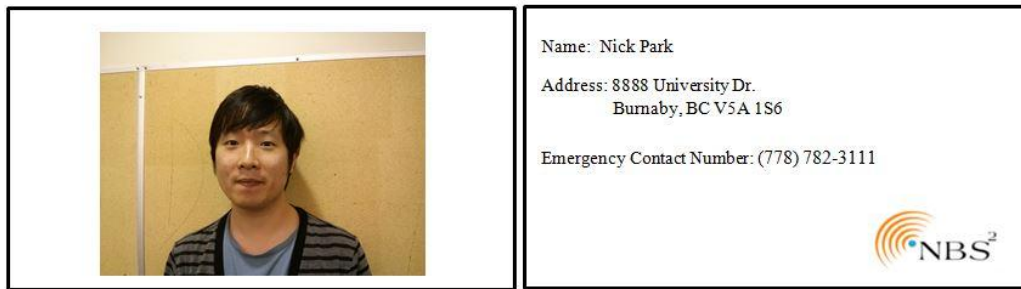 Name: Nick Park
Address: 8888 University Dr.
Burnaby, BC V5A 1S6
Emergency Contact Number: (778) 782-3111
NBS²